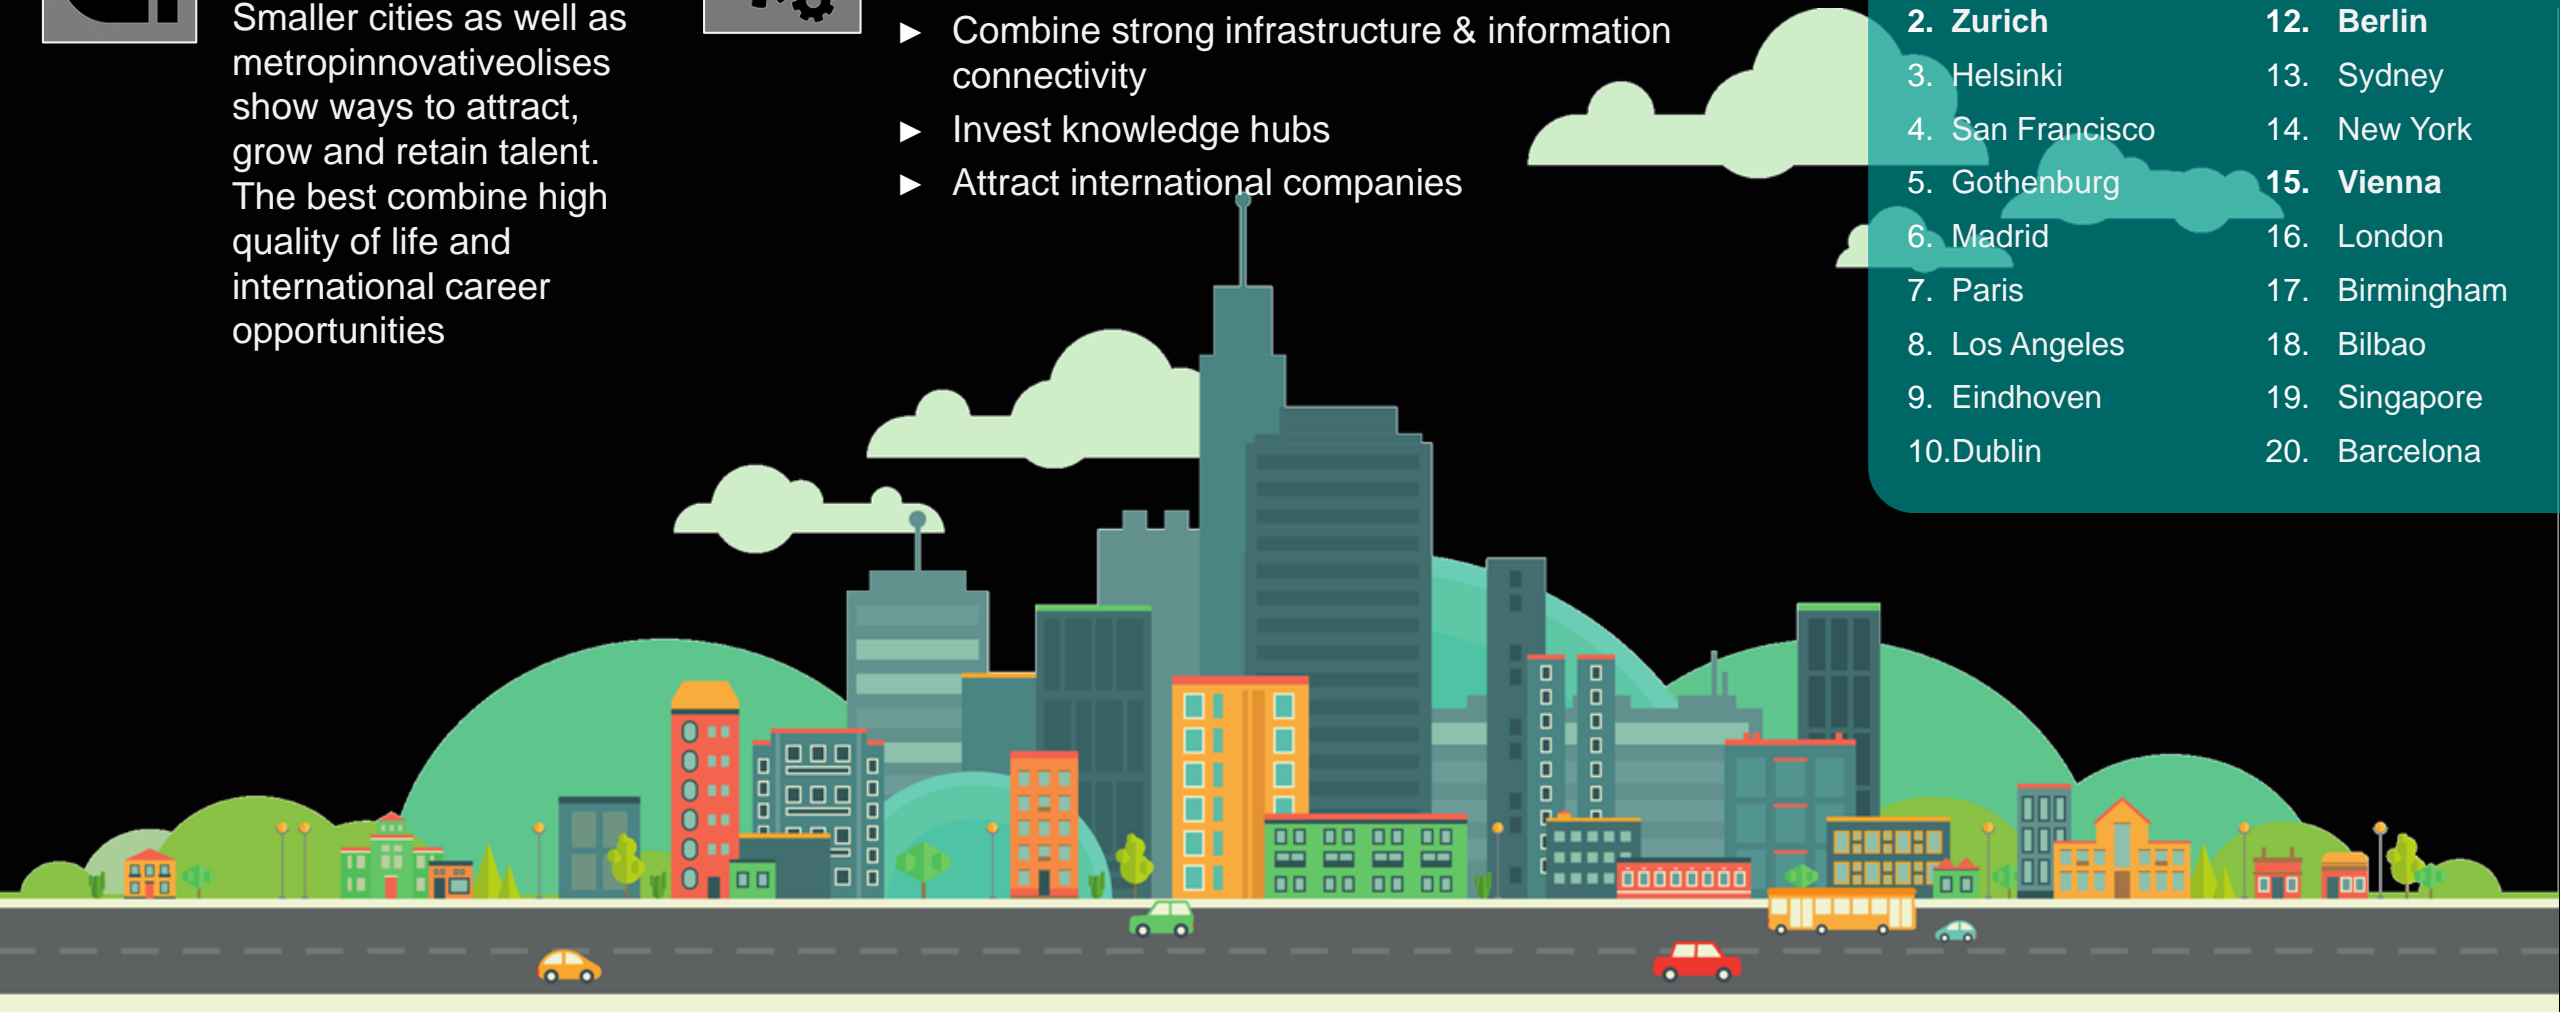 Smaller cities as well as
metropinnovativeolises
show ways to attract,
grow and retain talent.
The best combine high
quality of life and
international career
opportunities
► Combine strong infrastructure & information
connectivity
► Invest knowledge hubs
► Attract international companies
2. Zurich
3. Helsinki
4. San Francisco
5. Gothenburg
6. Madrid
7. Paris
8. Los Angeles
9. Eindhoven
10.Dublin
12. Berlin
13. Sydney
14. New York
15. Vienna
16. London
17. Birmingham
18. Bilbao
19. Singapore
20. Barcelona